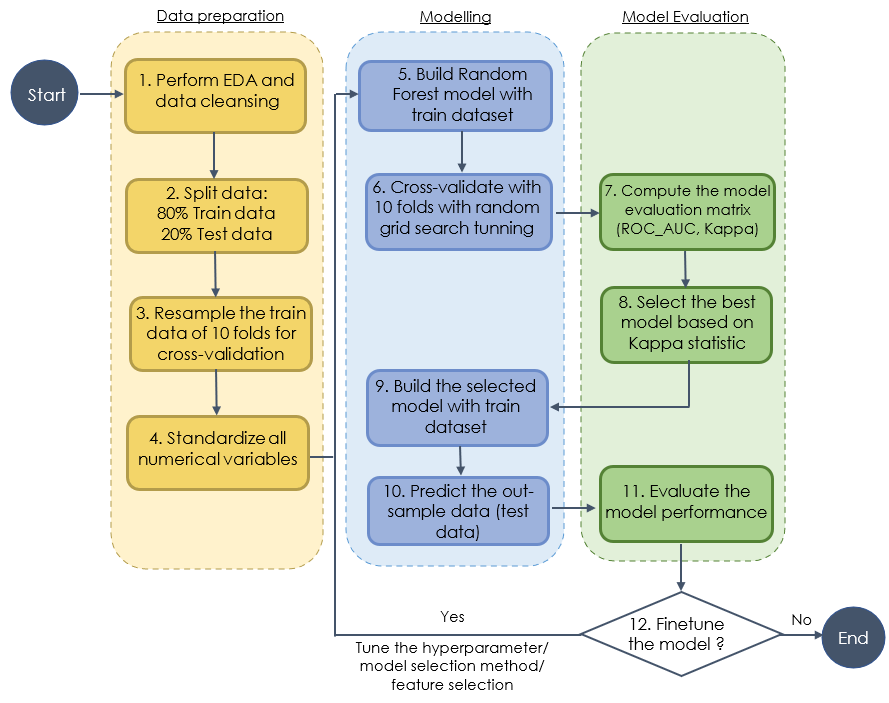 Data preparation
Modelling
Model Evaluation
Start
1. Perform EDA and
data cleansing
2. Split data:
80% Train data
20% Test data
3. Resample the train
data of 10 folds for
cross-validation
4. Standardize all
numerical variables
5. Build Random
Forest model with
train dataset
6. Cross-validate with
10 folds with random
grid search tunning
7. Compute the model
evaluation matrix
(ROC_AUC, Kappa)
8. Select the best
model based on
Kappa statistic
9. Build the selected
model with train
dataset
10. Predict the out-
sample data (test
data)
11. Evaluate the
model performance
12. Finetune
the model ?
Yes
Tune the hyperparameter/
model selection method/
feature selection
No
End